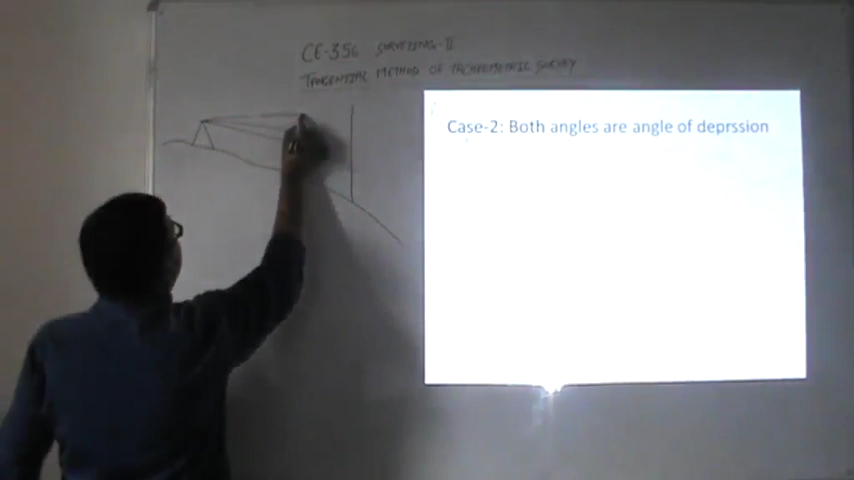 CE-356 SURVEYING-II
TANGENTIAL METHOD OF TACHEOMETRIC SURVEY
Case-2: Both angles are angle of deprssion